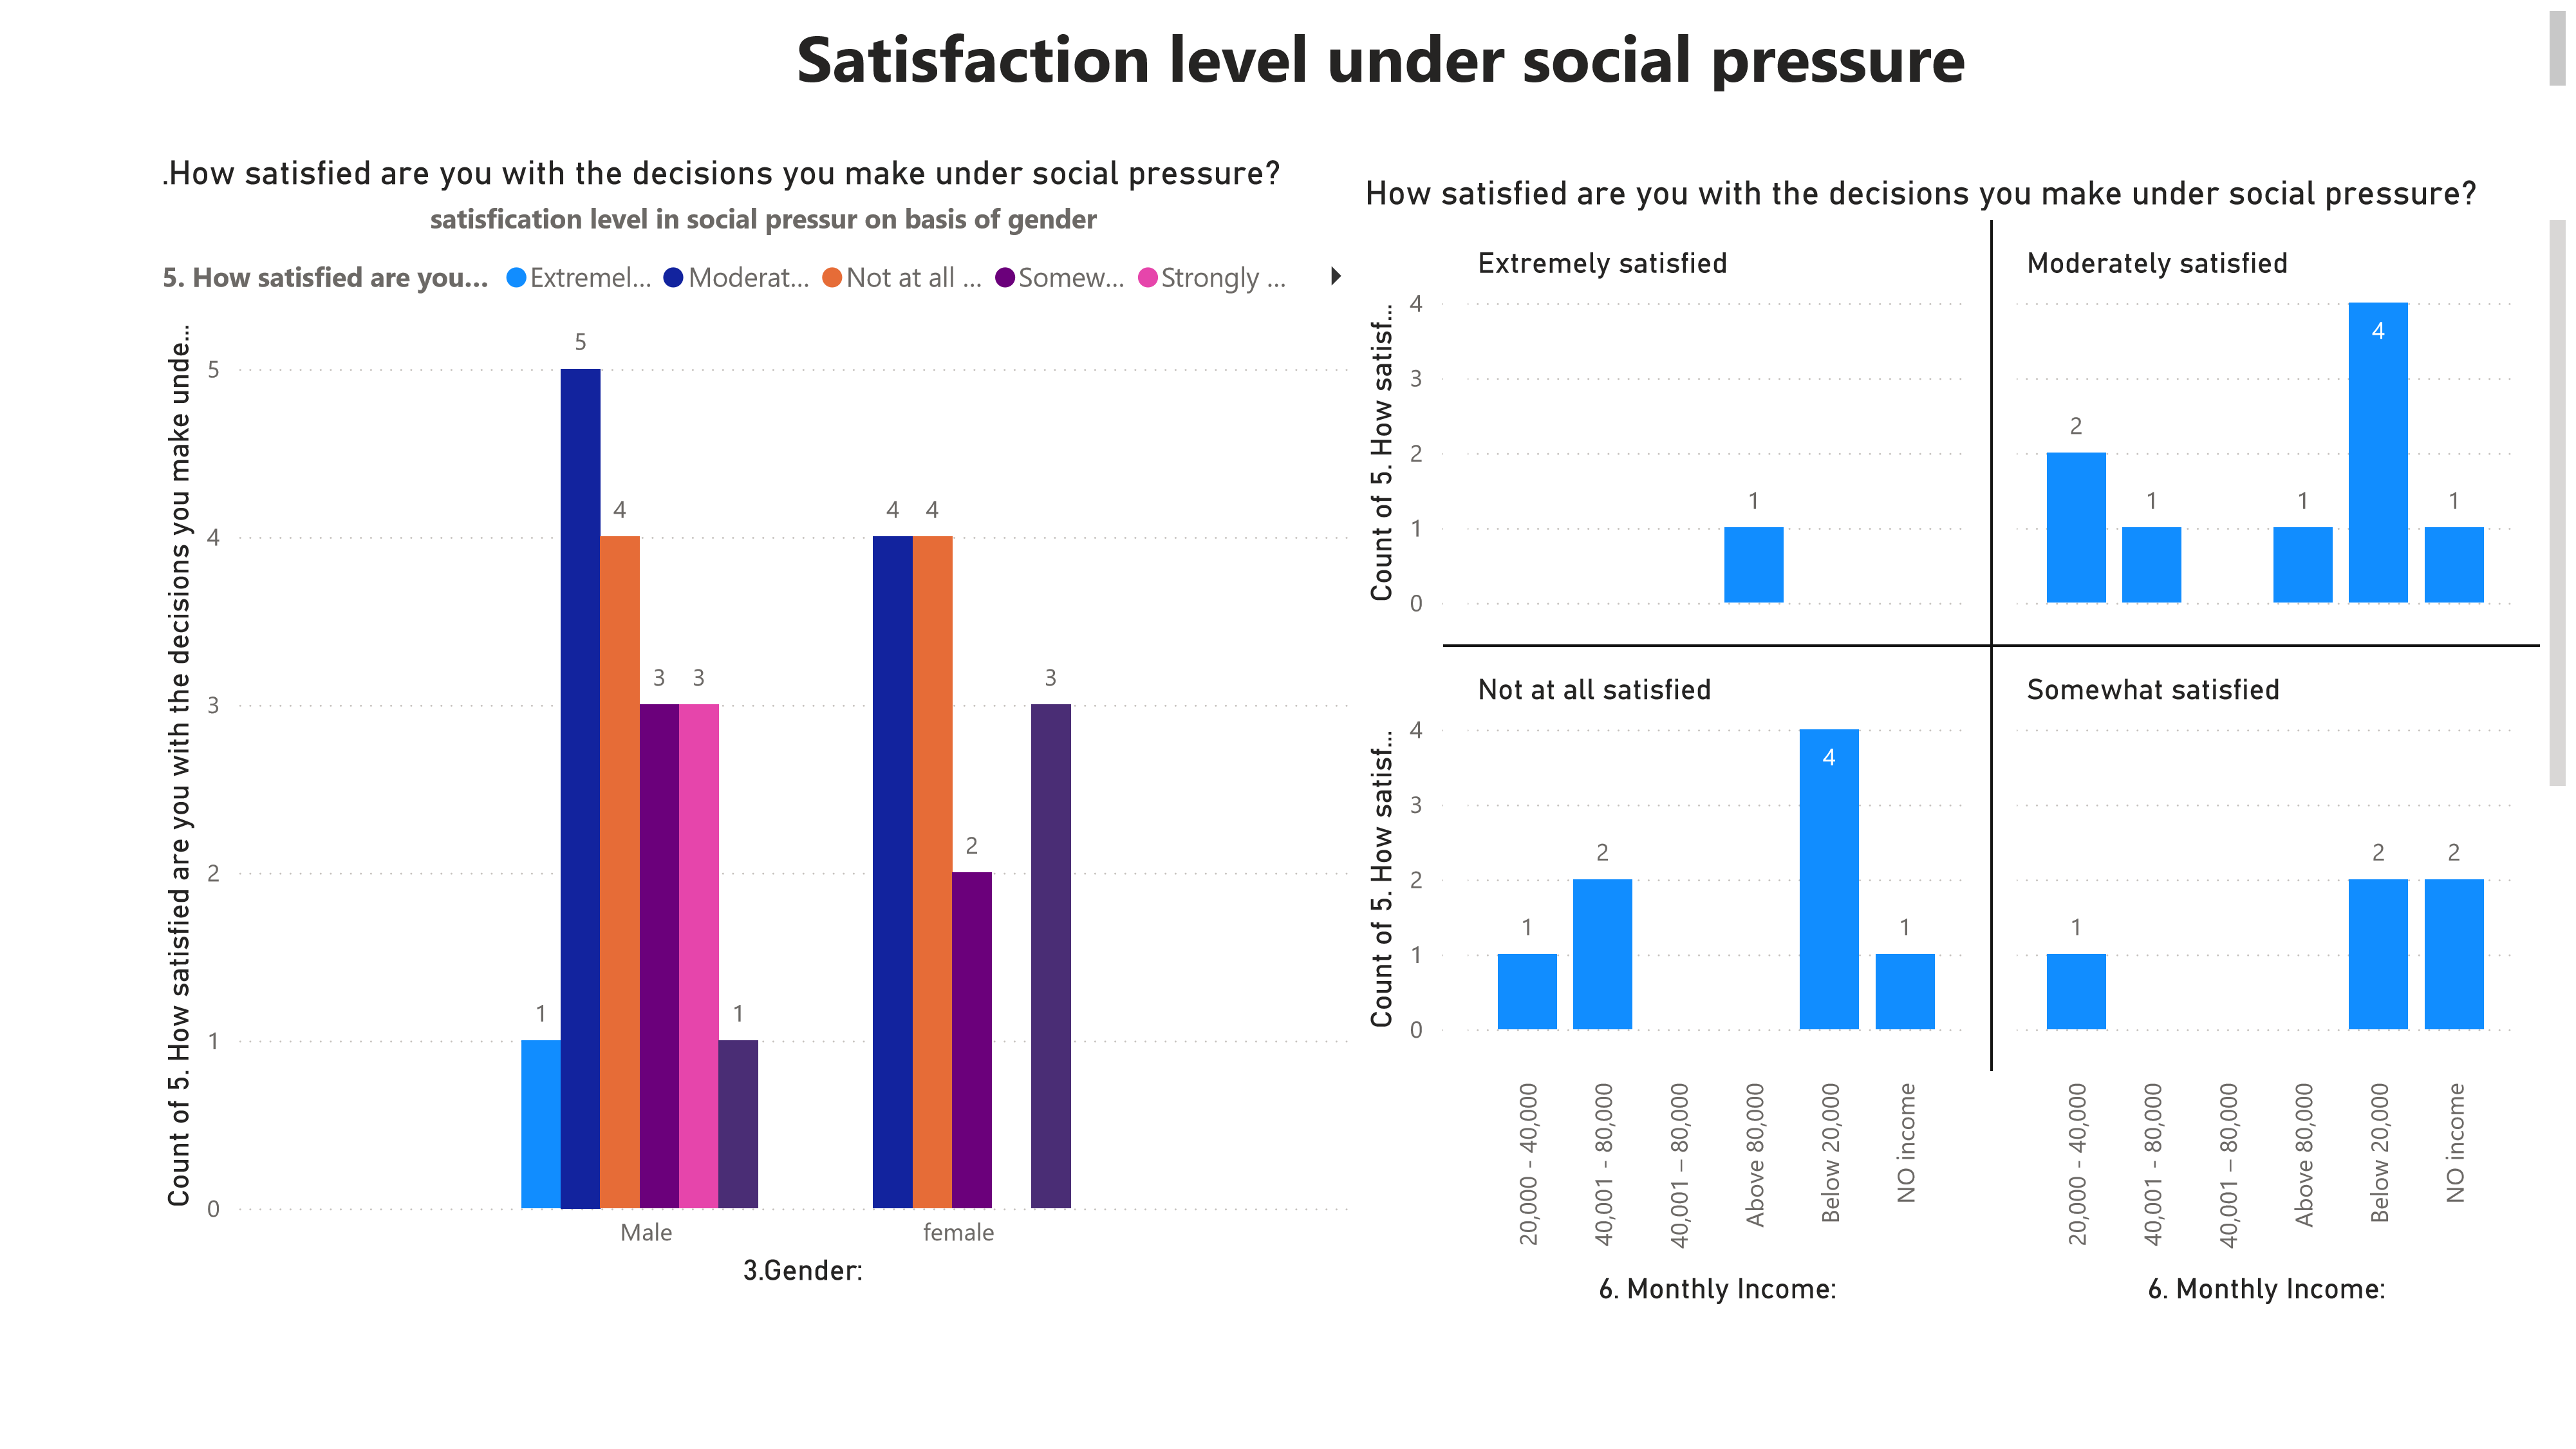 Satisfaction level under social pressure
.How satisfied are you with the decisions you make under social pressure?
satisfication level in social pressur on basis of gender
5. How satisfied are you... Extremel... Moderat... Not at all ... Somew... Strongly ...
Count of 5. How satisfied are you with the decisions you make unde...
5
4
3
2
1
0
1
5
4
3
3
1
4
4
2
3
Male
female
3.Gender:
How satisfied are you with the decisions you make under social pressure?
Extremely satisfied
Count of 5. How satisf...
4
3
2
1
0
1
Moderately satisfied
2
1
1
4
1
Not at all satisfied
Count of 5. How satisf...
4
3
2
1
0
1
2
4
1
Somewhat satisfied
1
2
2
20,000 - 40,000
40,001 - 80,000
40,001 – 80,000
Above 80,000
Below 20,000
NO income
6. Monthly Income:
20,000 - 40,000
40,001 - 80,000
40,001 – 80,000
Above 80,000
Below 20,000
NO income
6. Monthly Income: